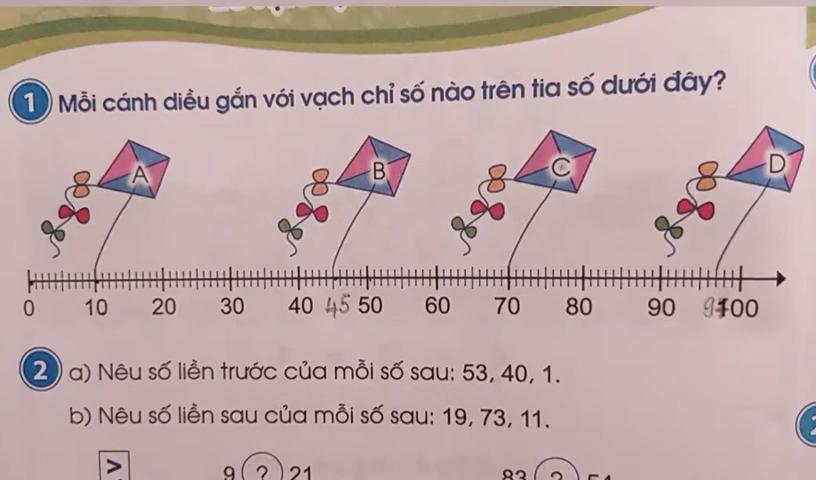 1 Mỗi cánh diều gắn với vạch chỉ số nào trên tia số dưới đây?
A B C D
0 10 20 30 40 45 50 60 70 80 90 97 100
2 a) Nêu số liền trước của mỗi số sau: 53, 40, 1.
b) Nêu số liền sau của mỗi số sau: 19, 73, 11.
> 9 ? 21 83 ?